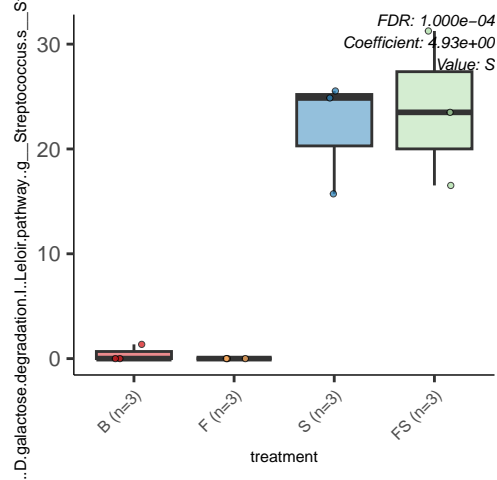 FDR: 1.000e−04
Coefficient: 4.93e+00
Value: S
..D.galactose.degradation.I..Leloir.pathway..g__Streptococcus.s__S
30
20
10
0
B (n=3)
F (n=3)
S (n=3)
FS (n=3)
treatment